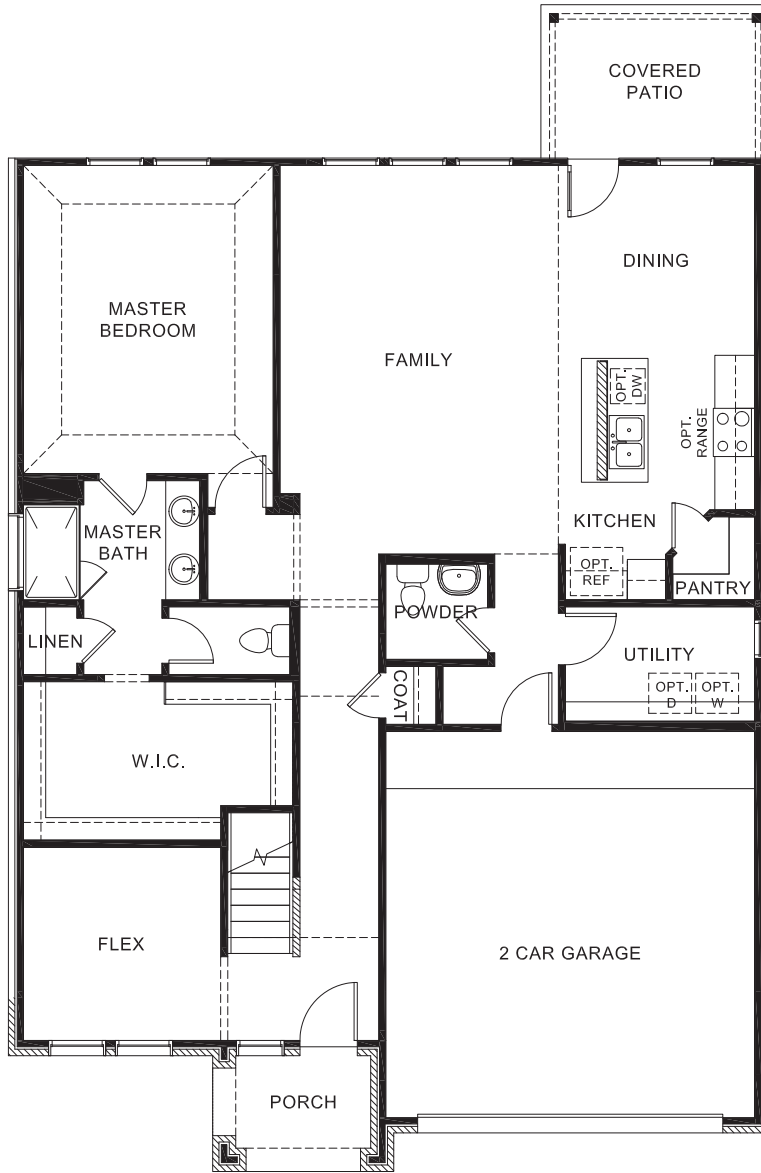 COVERED
PATIO
DINING
MASTER
BEDROOM
FAMILY
OPT.
DW
OPT.
RANGE
KITCHEN
MASTER
BATH
OPT.
REF
PANTRY
POWDER
LINEN
UTILITY
COAT
OPT.
D
OPT.
W
W.I.C.
FLEX
2 CAR GARAGE
PORCH